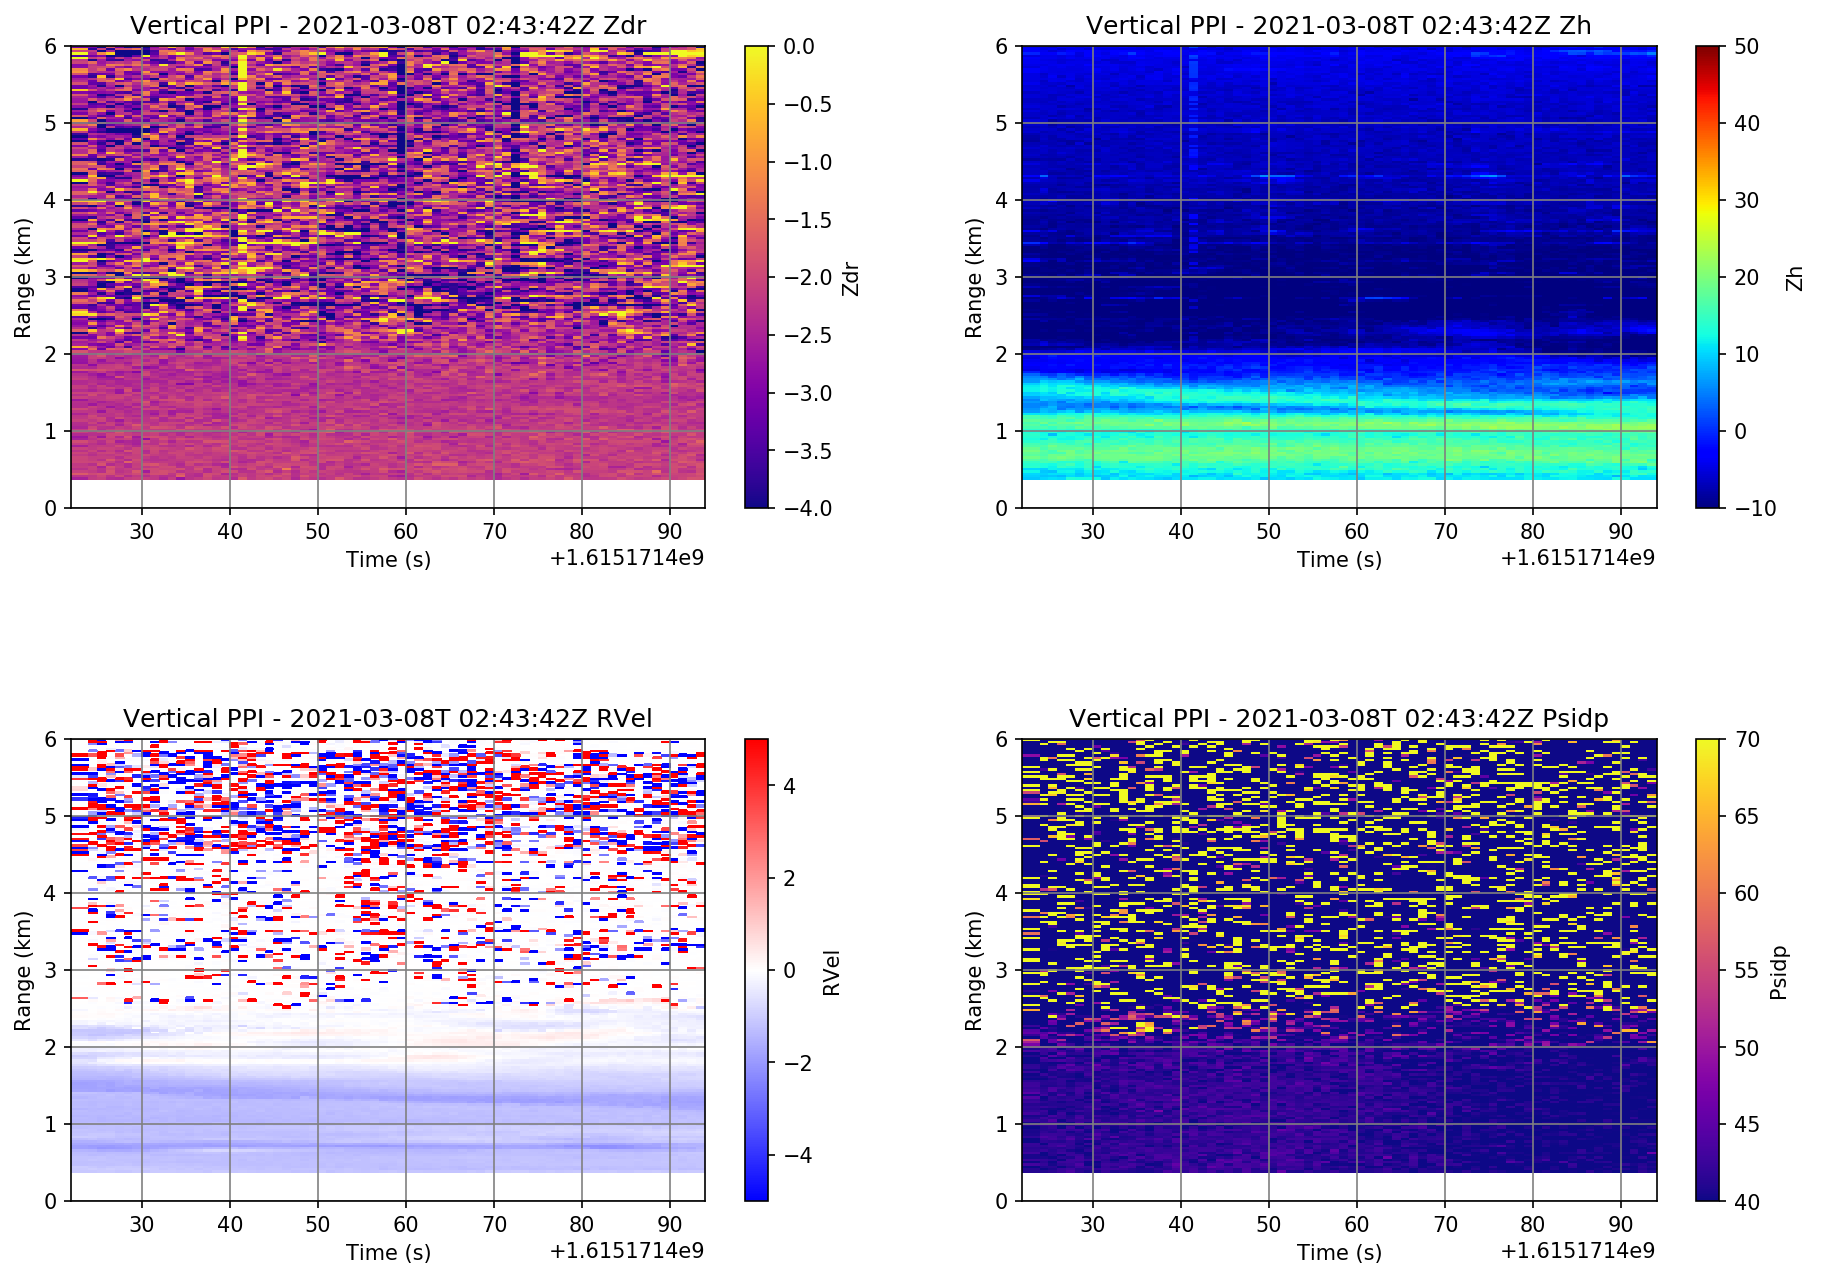 Vertical PPI - 2021-03-08T 02:43:42Z Zdr
6
5
4
3
2
1
0
Range (km)
30 40 50 60 70 80 90
Time (s)
+1.6151714e9
0.0
−0.5
−1.0
−1.5
−2.0
−2.5
−3.0
−3.5
−4.0
Zdr
Vertical PPI - 2021-03-08T 02:43:42Z Zh
6
5
4
3
2
1
0
Range (km)
30 40 50 60 70 80 90
Time (s)
+1.6151714e9
50
40
30
20
10
0
−10
Zh
Vertical PPI - 2021-03-08T 02:43:42Z RVel
6
5
4
3
2
1
0
Range (km)
30 40 50 60 70 80 90
Time (s)
+1.6151714e9
4
2
0
−2
−4
RVel
Vertical PPI - 2021-03-08T 02:43:42Z Psidp
6
5
4
3
2
1
0
Range (km)
30 40 50 60 70 80 90
Time (s)
+1.6151714e9
70
65
60
55
50
45
40
Psidp